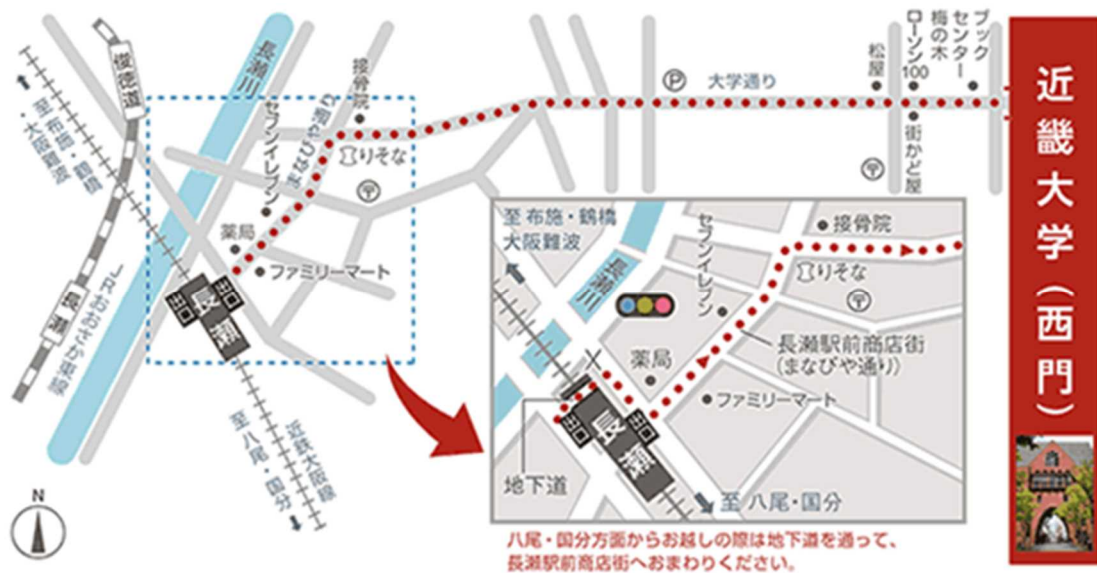 俊徳道
至 布施・鶴橋
・大阪難波
長瀬川
セブンイレブン
まなびや通り
接骨院
りそな
薬局
ファミリーマート
長瀬
出口
出口
JRおおさか東線
長瀬
近鉄大阪線
至 八尾・国分
N
P
大学通り
松屋
ローソン100
梅の木
ブックセンター
街かど屋
〒
〒
至 布施・鶴橋
大阪難波
長瀬川
セブンイレブン
接骨院
りそな
〒
薬局
長瀬駅前商店街
(まなびや通り)
ファミリーマート
出口
出口
長瀬
地下道
至 八尾・国分
八尾・国分方面からお越しの際は地下道を通って、
長瀬駅前商店街へおまわりください。
近畿大学(西門)